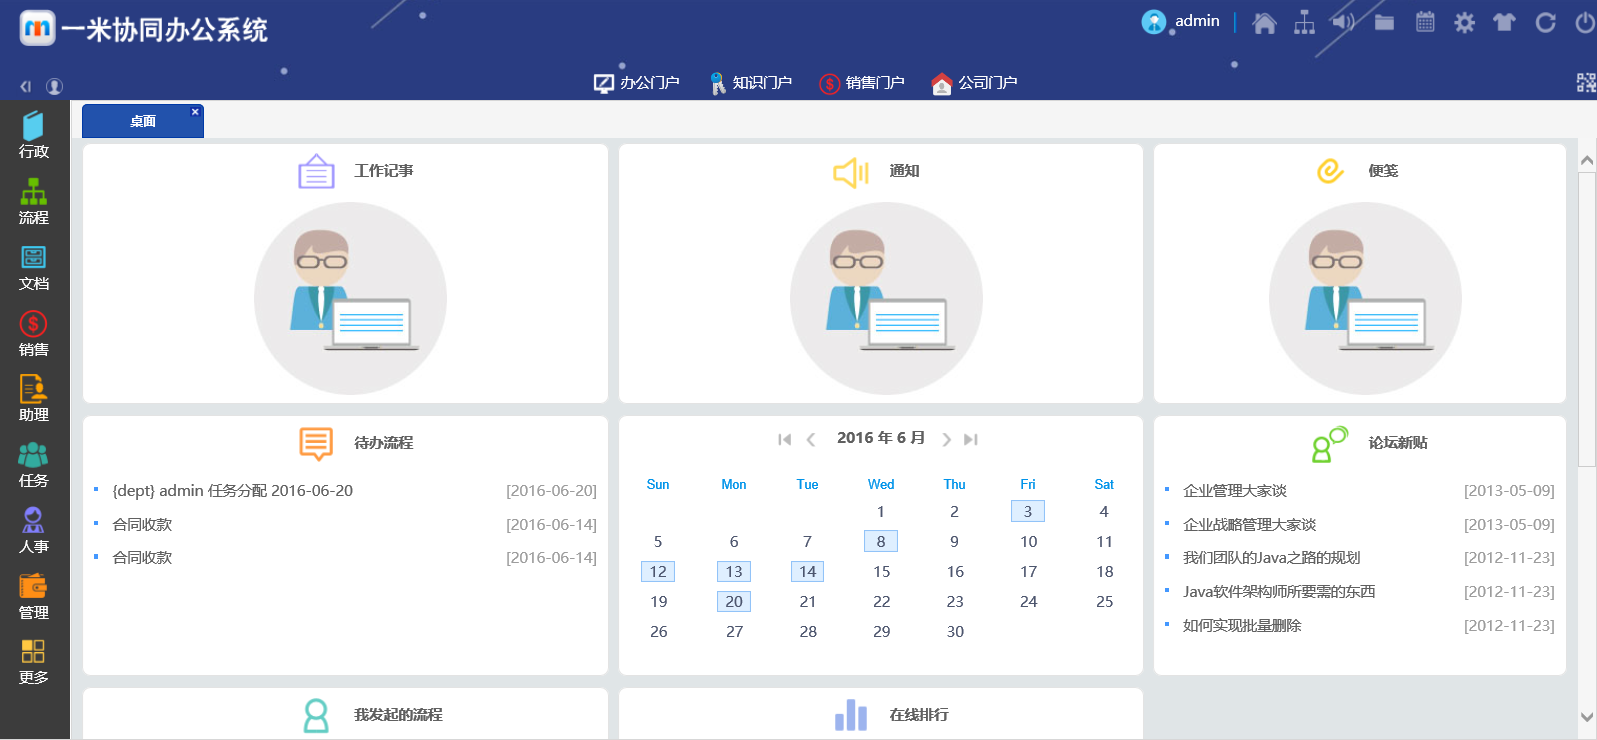 一米协同办公系统
admin
办公门户 知识门户 销售门户 公司门户
桌面
行政
流程
文档
销售
助理
任务
人事
管理
更多
工作记事
通知
便笺
待办流程
{dept} admin 任务分配 2016-06-20 [2016-06-20]
合同收款 [2016-06-14]
合同收款 [2016-06-14]
2016 年 6 月
Sun Mon Tue Wed Thu Fri Sat
1 2 3 4
5 6 7 8 9 10 11
12 13 14 15 16 17 18
19 20 21 22 23 24 25
26 27 28 29 30
论坛新贴
企业管理大家谈 [2013-05-09]
企业战略管理大家谈 [2013-05-09]
我们团队的Java之路的规划 [2012-11-23]
Java软件架构师所要需的东西 [2012-11-23]
如何实现批量删除 [2012-11-23]
我发起的流程
在线排行